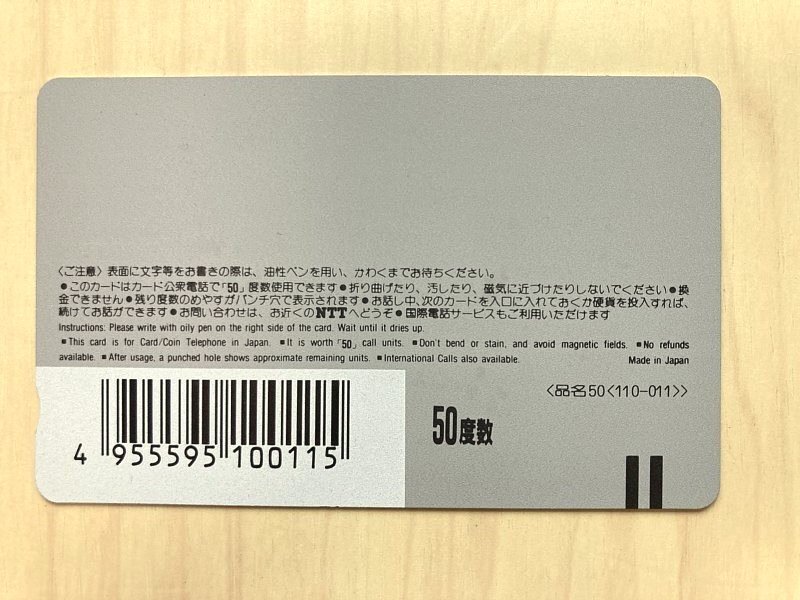 〈ご注意〉表面に文字等をお書きの際は、油性ペンを用い、かわくまでお待ちください。
●このカードはカード公衆電話で「50」度数使用できます●折り曲げたり、汚したり、磁気に近づけたりしないでください●換
金できません●残り度数のめやすがパンチ穴で表示されます●お話し中、次のカードを入口に入れておくか硬貨を投入すれば、
続けてお話ができます●お問い合わせは、お近くのNTTへどうぞ●国際電話サービスもご利用いただけます
Instructions: Please write with oily pen on the right side of the card. Wait until it dries up.
■This card is for Card/Coin Telephone in Japan. ■It is worth「50」call units. ■Don't bend or stain, and avoid magnetic fields. ■No refunds
available. ■After usage, a punched hole shows approximate remaining units. ■International Calls also available. Made in Japan
〈品名50〈110-011〉〉
50度数
4 955595 100115